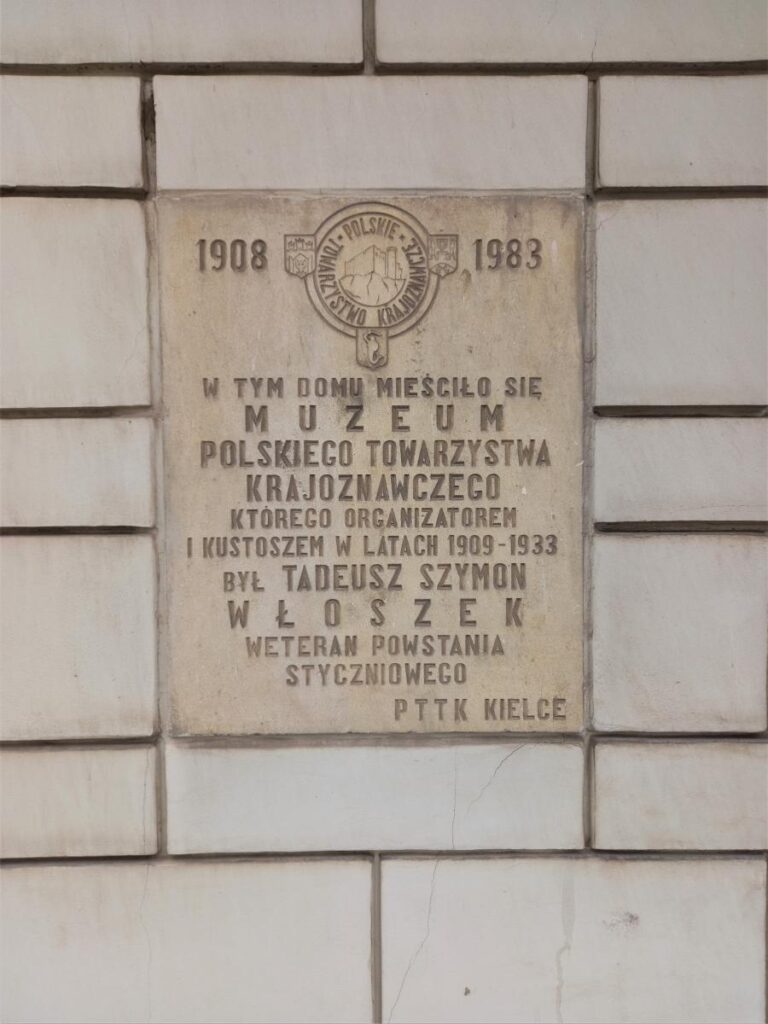 1908 1983
POLSKIE
TOWARZYSTWO KRAJOZNAWCZE
W TYM DOMU MIEŚCIŁO SIĘ
MUZEUM
POLSKIEGO TOWARZYSTWA
KRAJOZNAWCZEGO
KTÓREGO ORGANIZATOREM
I KUSTOSZEM W LATACH 1909-1933
BYŁ TADEUSZ SZYMON
WŁOSZEK
WETERAN POWSTANIA
STYCZNIOWEGO
PTTK KIELCE